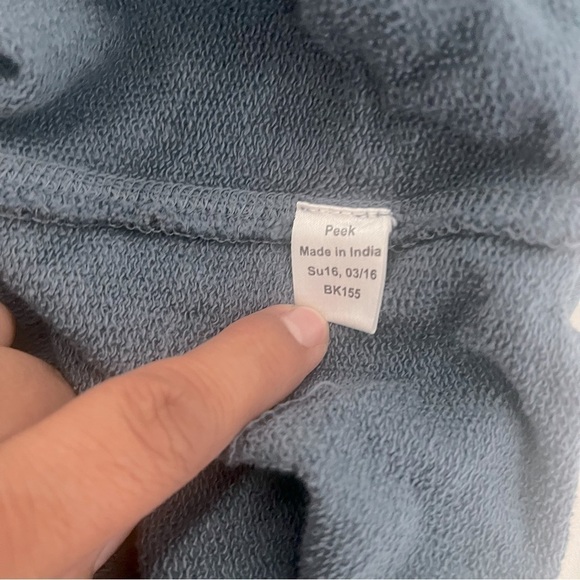 Peek
Made in India
Su16, 03/16
BK155